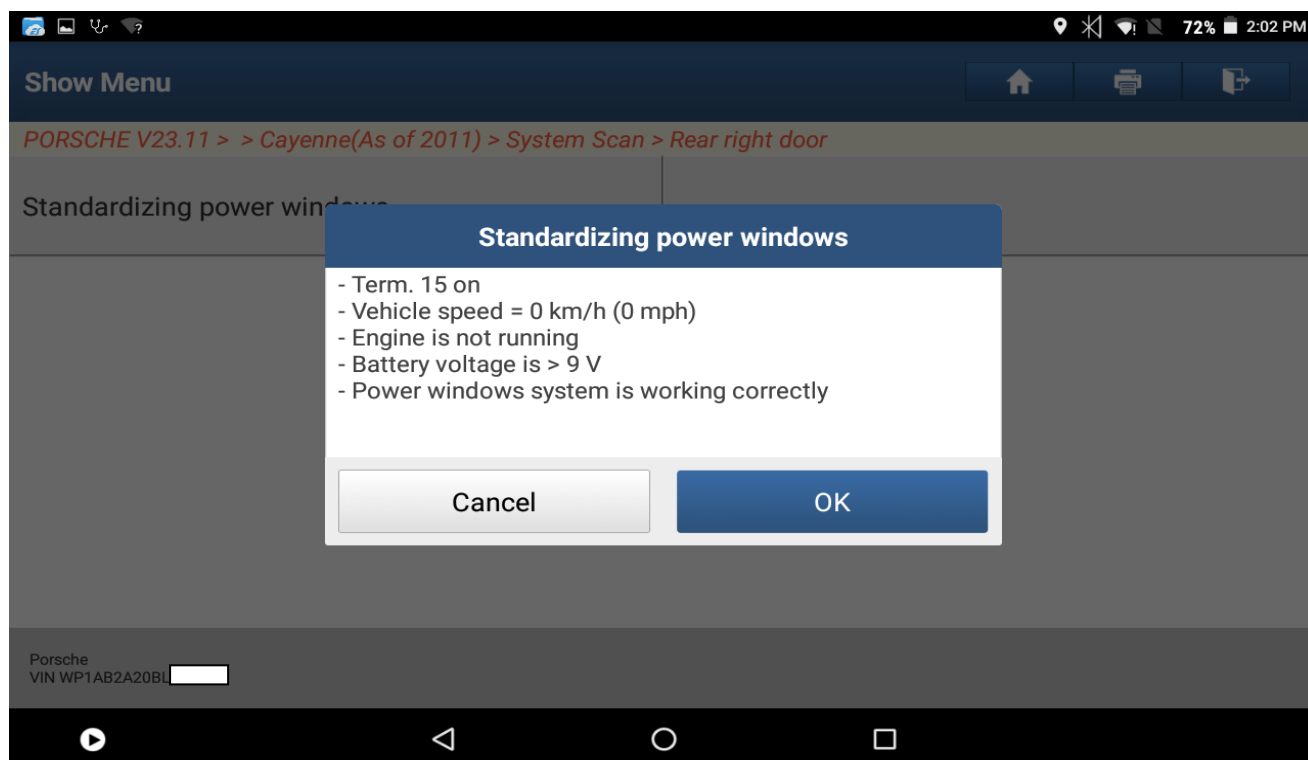 72% 2:02 PM
Show Menu
PORSCHE V23.11 > > Cayenne(As of 2011) > System Scan > Rear right door
Standardizing power windows
Standardizing power windows
- Term. 15 on
- Vehicle speed = 0 km/h (0 mph)
- Engine is not running
- Battery voltage is > 9 V
- Power windows system is working correctly
Cancel
OK
Porsche
VIN WP1AB2A20BL